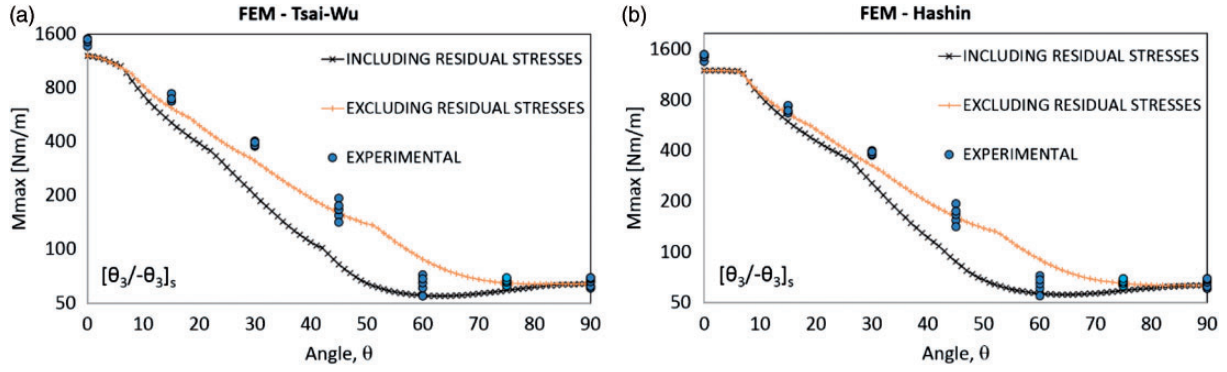 (a)
FEM - Tsai-Wu
1600
800
400
200
100
50
Mmax [Nm/m]
INCLUDING RESIDUAL STRESSES
EXCLUDING RESIDUAL STRESSES
EXPERIMENTAL
[θ₃/-θ₃]ₛ
0 10 20 30 40 50 60 70 80 90
Angle, θ
(b)
FEM - Hashin
1600
800
400
200
100
50
Mmax [Nm/m]
INCLUDING RESIDUAL STRESSES
EXCLUDING RESIDUAL STRESSES
EXPERIMENTAL
[θ₃/-θ₃]ₛ
0 10 20 30 40 50 60 70 80 90
Angle, θ